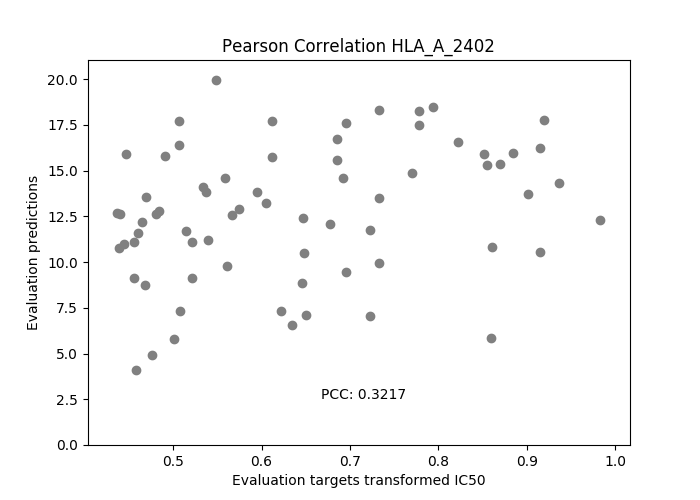 Pearson Correlation HLA_A_2402
20.0
17.5
15.0
12.5
10.0
7.5
5.0
2.5
0.0
Evaluation predictions
PCC: 0.3217
0.5 0.6 0.7 0.8 0.9 1.0
Evaluation targets transformed IC50